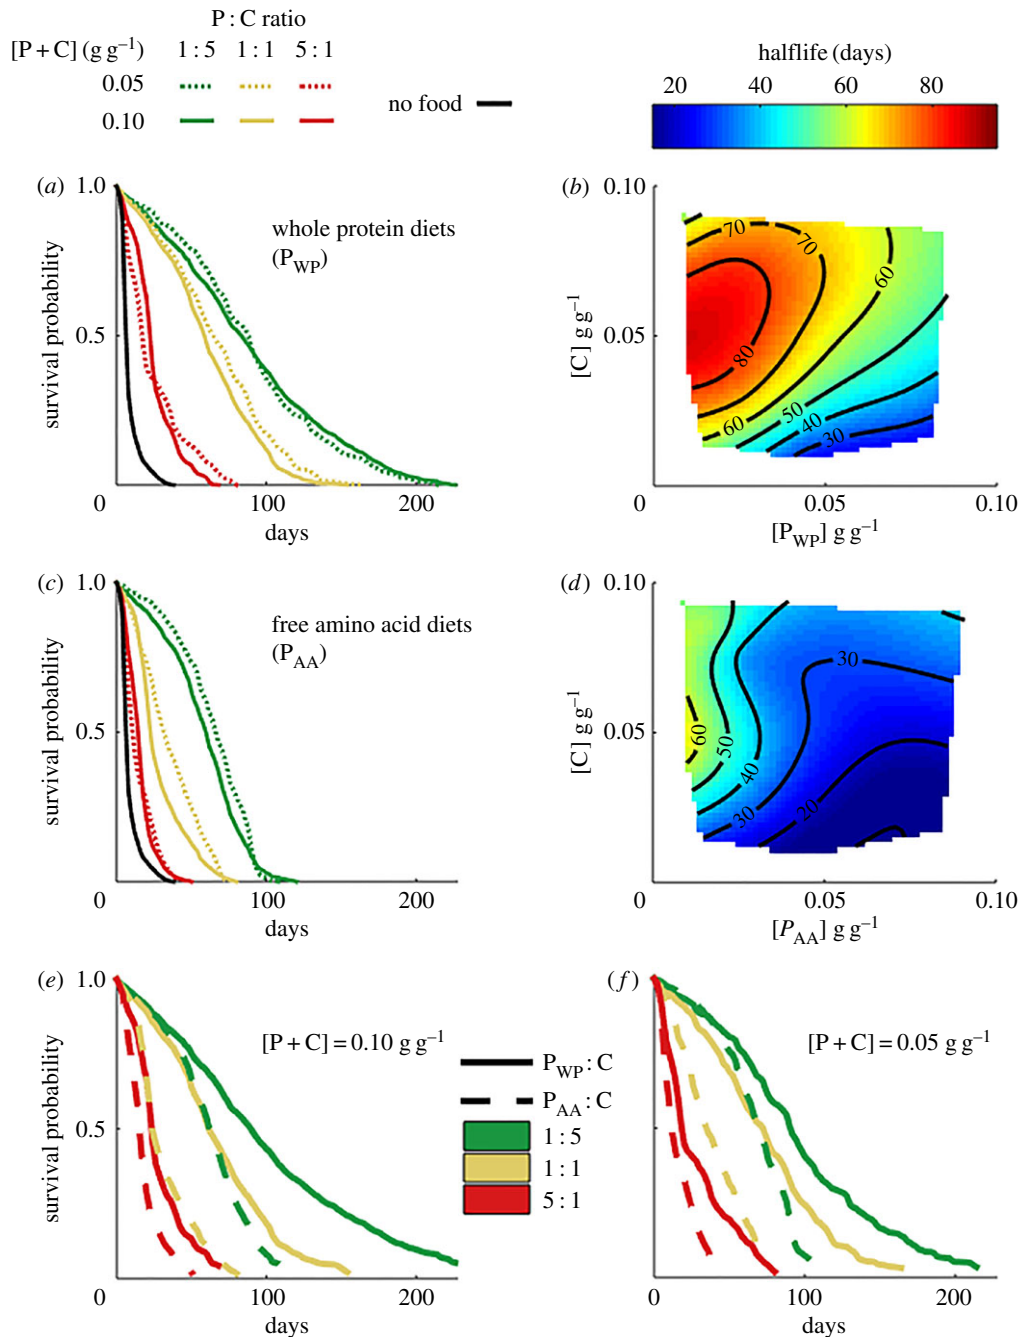 P : C ratio
[P + C] (g g⁻¹) 1 : 5 1 : 1 5 : 1
0.05
0.10
no food
halflife (days)
20 40 60 80
(a) 1.0
0.5
0 100 200
survival probability
days
whole protein diets
(P_WP)
(b) 0.10
0.05
0 0.05 0.10
[C] g g⁻¹
[P_WP] g g⁻¹
70 70 60 80 60 50 40 30
(c) 1.0
0.5
0 100 200
survival probability
days
free amino acid diets
(P_AA)
(d) 0.10
0.05
0 0.05 0.10
[C] g g⁻¹
[P_AA] g g⁻¹
60 50 40 30 30 20
(e) 1.0
0.5
0 100 200
survival probability
days
[P + C] = 0.10 g g⁻¹
P_WP : C
P_AA : C
1 : 5
1 : 1
5 : 1
(f)
1.0
0.5
0 100 200
days
[P + C] = 0.05 g g⁻¹